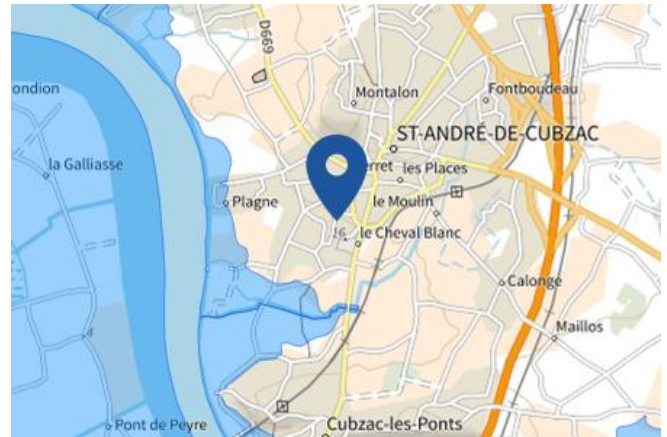 D669
ondion
Montalon
Fontboudeau
ST-ANDRÉ-DE-CUBZAC
la Galliasse
erret
les Places
Plagne
le Moulin
le Cheval Blanc
Calonge
Maillos
Pont de Peyre
Cubzac-les-Ponts